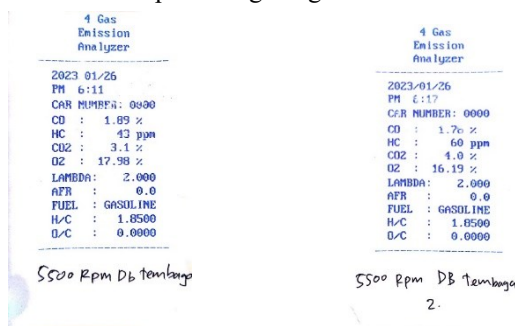 4 Gas
Emission
Analyzer
2023 01/26
PM 6:11
CAR NUMBER: 0000
CO : 1.89 %
HC : 43 ppm
CO2 : 3.1 %
O2 : 17.98 %
LAMBDA: 2.000
AFR : 0.0
FUEL : GASOLINE
H/C : 1.8500
O/C : 0.0000
5500 Rpm Db tembaga
4 Gas
Emission
Analyzer
2023/01/26
PM 6:17
CAR NUMBER: 0000
CO : 1.76 %
HC : 60 ppm
CO2 : 4.0 %
O2 : 16.19 %
LAMBDA: 2.000
AFR : 0.0
FUEL : GASOLINE
H/C : 1.8500
O/C : 0.0000
5500 Rpm DB tembaga
2.